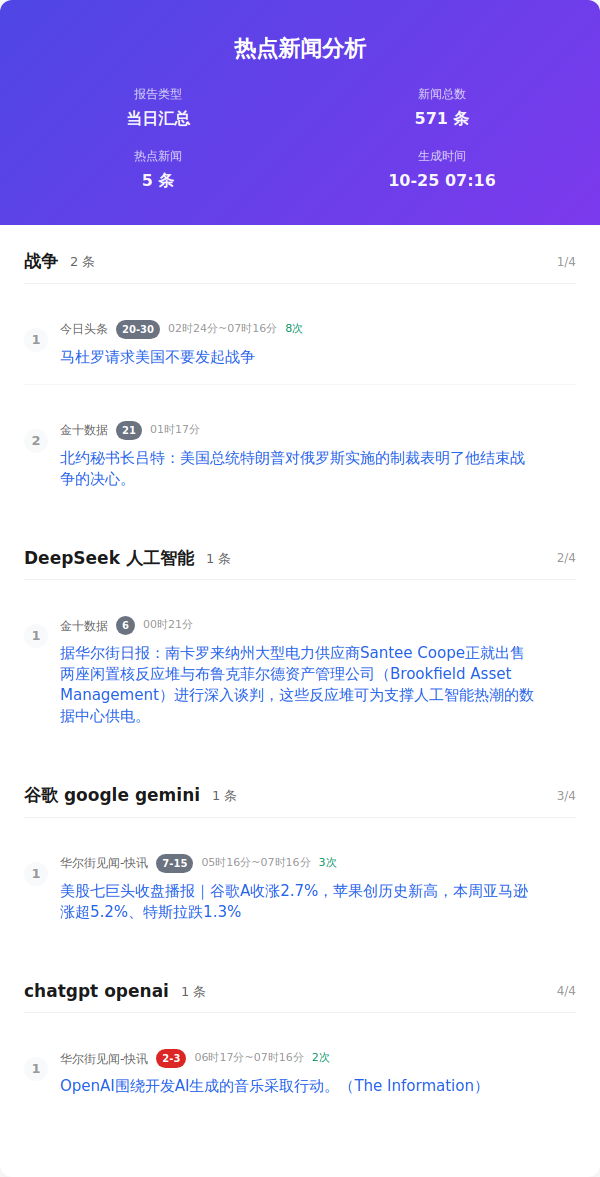 热点新闻分析
报告类型
新闻总数
当日汇总
571 条
热点新闻
生成时间
5 条
10-25 07:16
战争 2 条 1/4
1 今日头条 20-30 02时24分~07时16分 8次
马杜罗请求美国不要发起战争
2 金十数据 21 01时17分
北约秘书长吕特：美国总统特朗普对俄罗斯实施的制裁表明了他结束战
争的决心。
DeepSeek 人工智能 1 条 2/4
1 金十数据 6 00时21分
据华尔街日报：南卡罗来纳州大型电力供应商Santee Coope正就出售
两座闲置核反应堆与布鲁克菲尔德资产管理公司（Brookfield Asset
Management）进行深入谈判，这些反应堆可为支撑人工智能热潮的数
据中心供电。
谷歌 google gemini 1 条 3/4
1 华尔街见闻-快讯 7-15 05时16分~07时16分 3次
美股七巨头收盘播报｜谷歌A收涨2.7%，苹果创历史新高，本周亚马逊
涨超5.2%、特斯拉跌1.3%
chatgpt openai 1 条 4/4
1 华尔街见闻-快讯 2-3 06时17分~07时16分 2次
OpenAI围绕开发AI生成的音乐采取行动。（The Information）